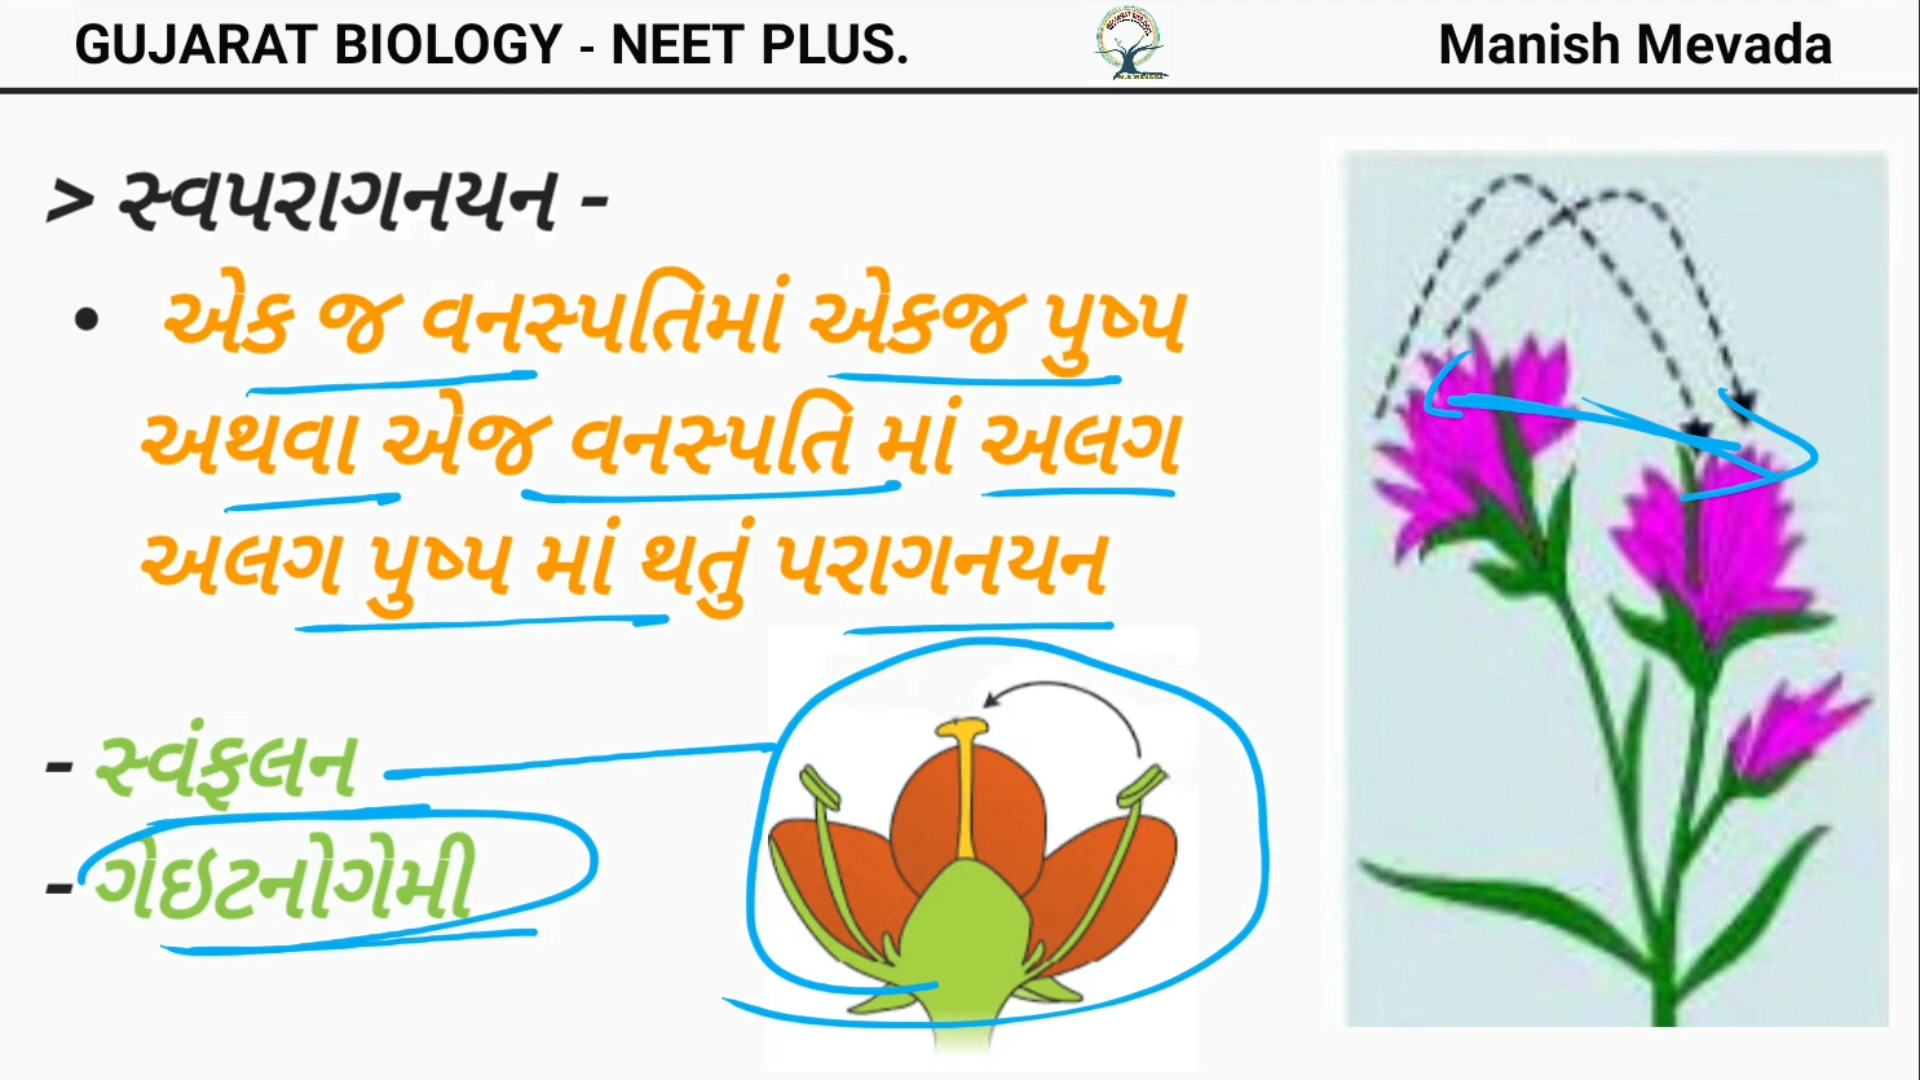 GUJARAT BIOLOGY - NEET PLUS.
Manish Mevada
> સ્વપરાગનયન -
• એક જ વનસ્પતિમાં એકજ પુષ્પ
અથવા એજ વનસ્પતિ માં અલગ
અલગ પુષ્પ માં થતું પરાગનયન
- સ્વંફલન
- ગેઇટનોગેમી